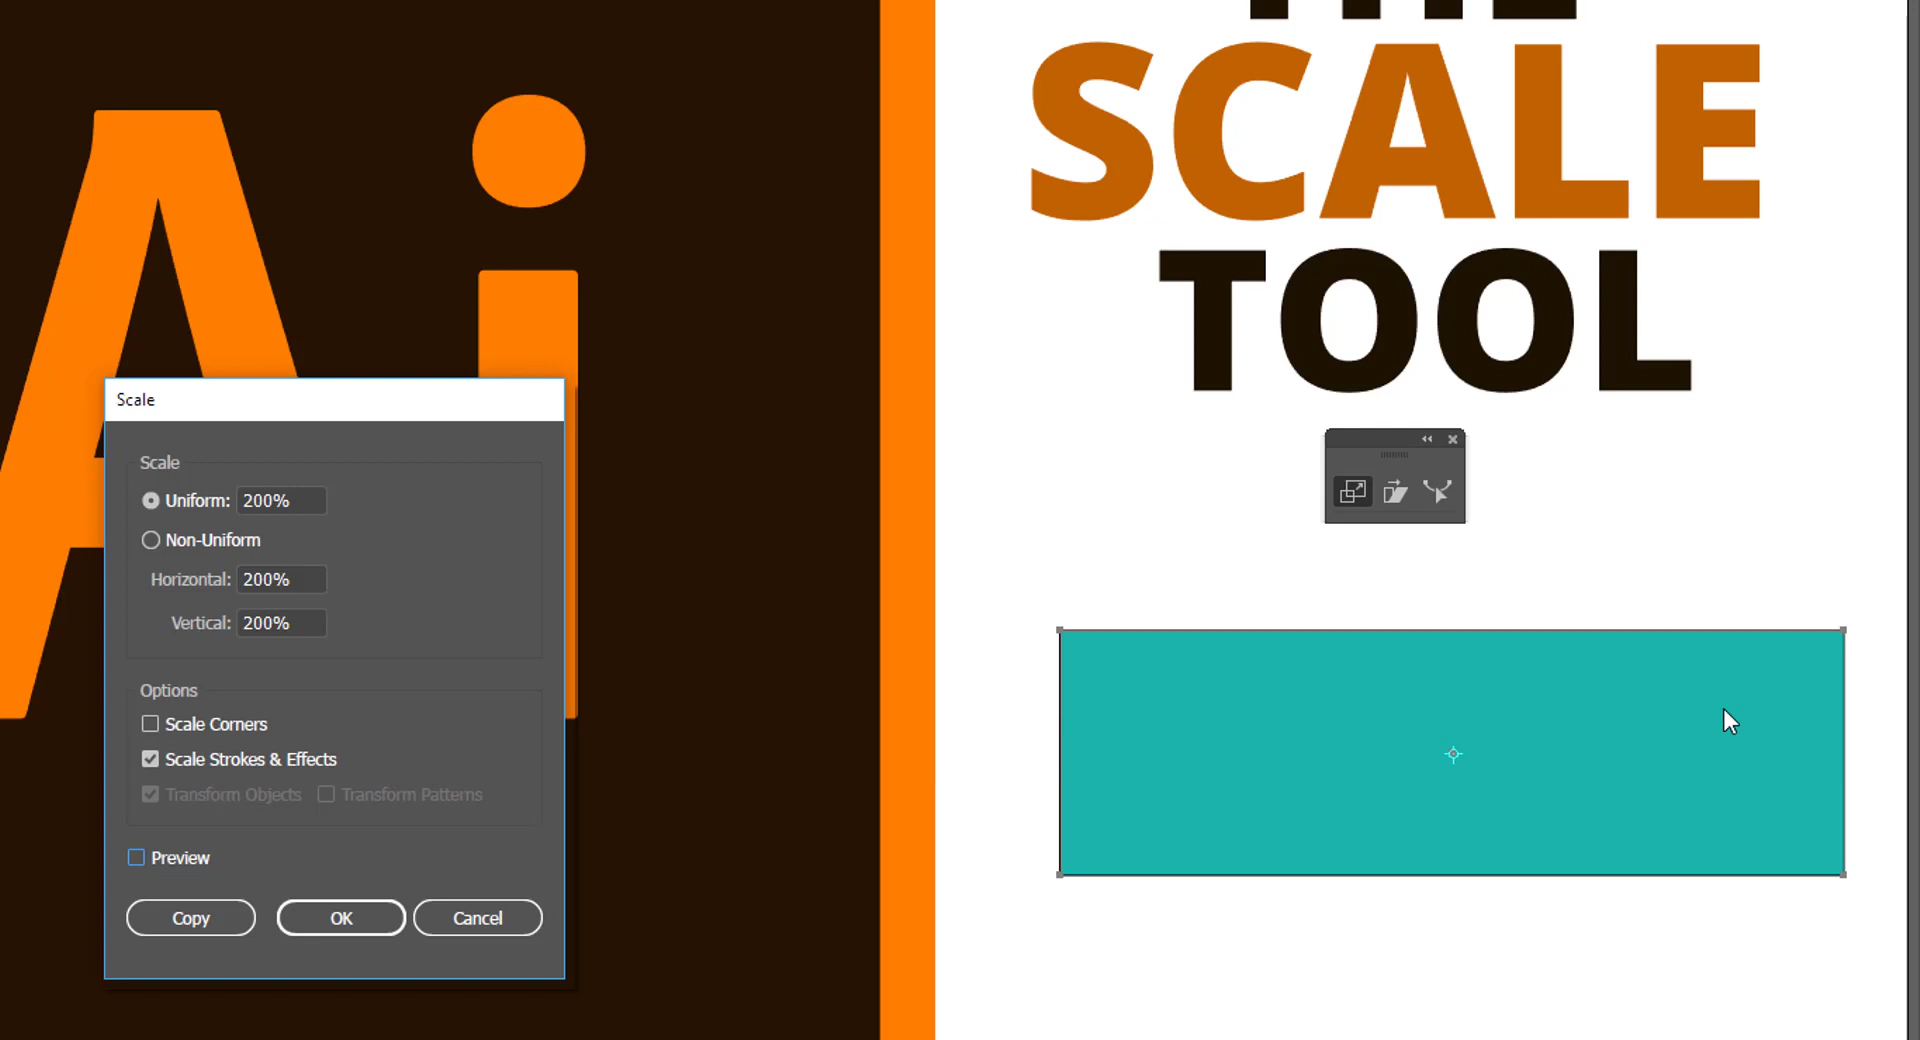 Ai
THE
SCALE
TOOL
Scale
Scale
Uniform: 200%
Non-Uniform
Horizontal: 200%
Vertical: 200%
Options
Scale Corners
Scale Strokes & Effects
Transform Objects Transform Patterns
Preview
Copy OK Cancel